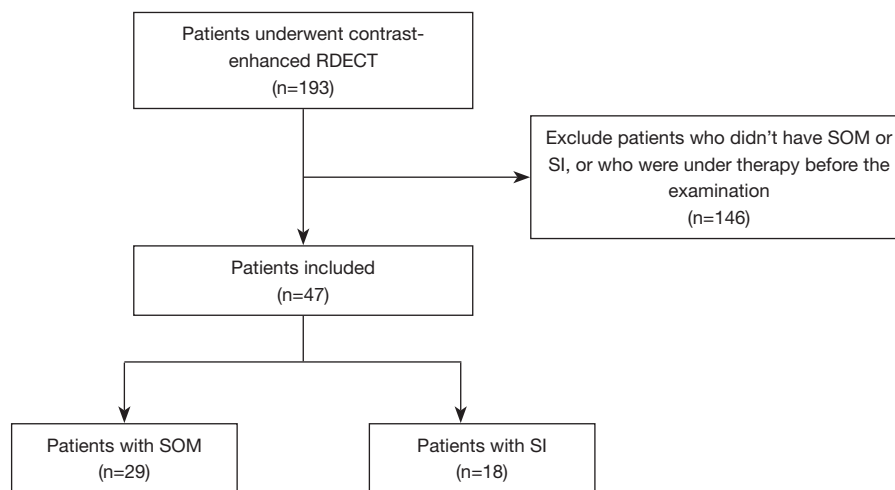 Patients underwent contrast-
enhanced RDECT
(n=193)
Exclude patients who didn't have SOM or
SI, or who were under therapy before the
examination
(n=146)
Patients included
(n=47)
Patients with SOM
(n=29)
Patients with SI
(n=18)